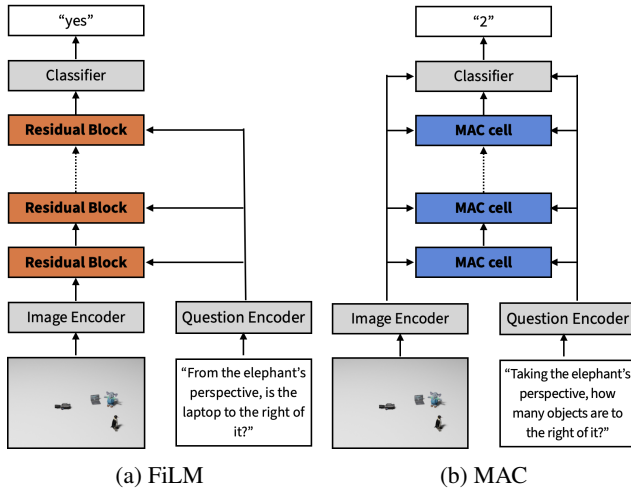 “yes”
Classifier
Residual Block
Residual Block
Residual Block
Image Encoder
Question Encoder
“From the elephant’s
perspective, is the
laptop to the right of
it?”
(a) FiLM
“2”
Classifier
MAC cell
MAC cell
MAC cell
Image Encoder
Question Encoder
“Taking the elephant’s
perspective, how
many objects are to
the right of it?”
(b) MAC